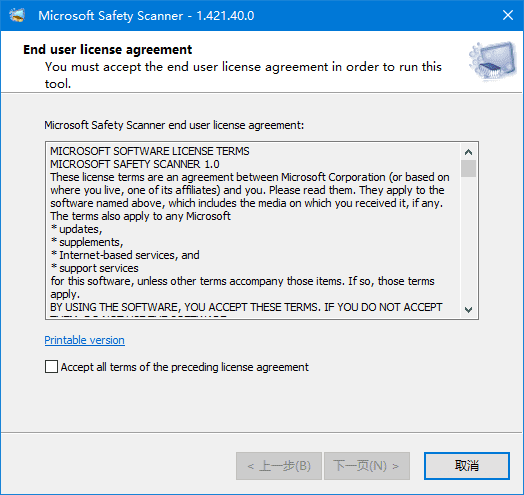 Microsoft Safety Scanner - 1.421.40.0
End user license agreement
You must accept the end user license agreement in order to run this
tool.
Microsoft Safety Scanner end user license agreement:
MICROSOFT SOFTWARE LICENSE TERMS
MICROSOFT SAFETY SCANNER 1.0
These license terms are an agreement between Microsoft Corporation (or based on
where you live, one of its affiliates) and you. Please read them. They apply to the
software named above, which includes the media on which you received it, if any.
The terms also apply to any Microsoft
* updates,
* supplements,
* Internet-based services, and
* support services
for this software, unless other terms accompany those items. If so, those terms
apply.
BY USING THE SOFTWARE, YOU ACCEPT THESE TERMS. IF YOU DO NOT ACCEPT
Printable version
Accept all terms of the preceding license agreement
< 上一步(B)
下一页(N) >
取消